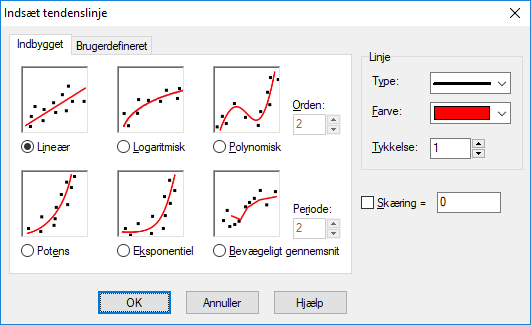 Indsæt tendenslinje
Indbygget
Brugerdefineret
Lineær
Logaritmisk
Polynomisk
Orden:
2
Potens
Eksponentiel
Bevægeligt gennemsnit
Periode:
2
Linje
Type:
Farve:
Tykkelse:
1
Skæring =
0
OK
Annuller
Hjælp